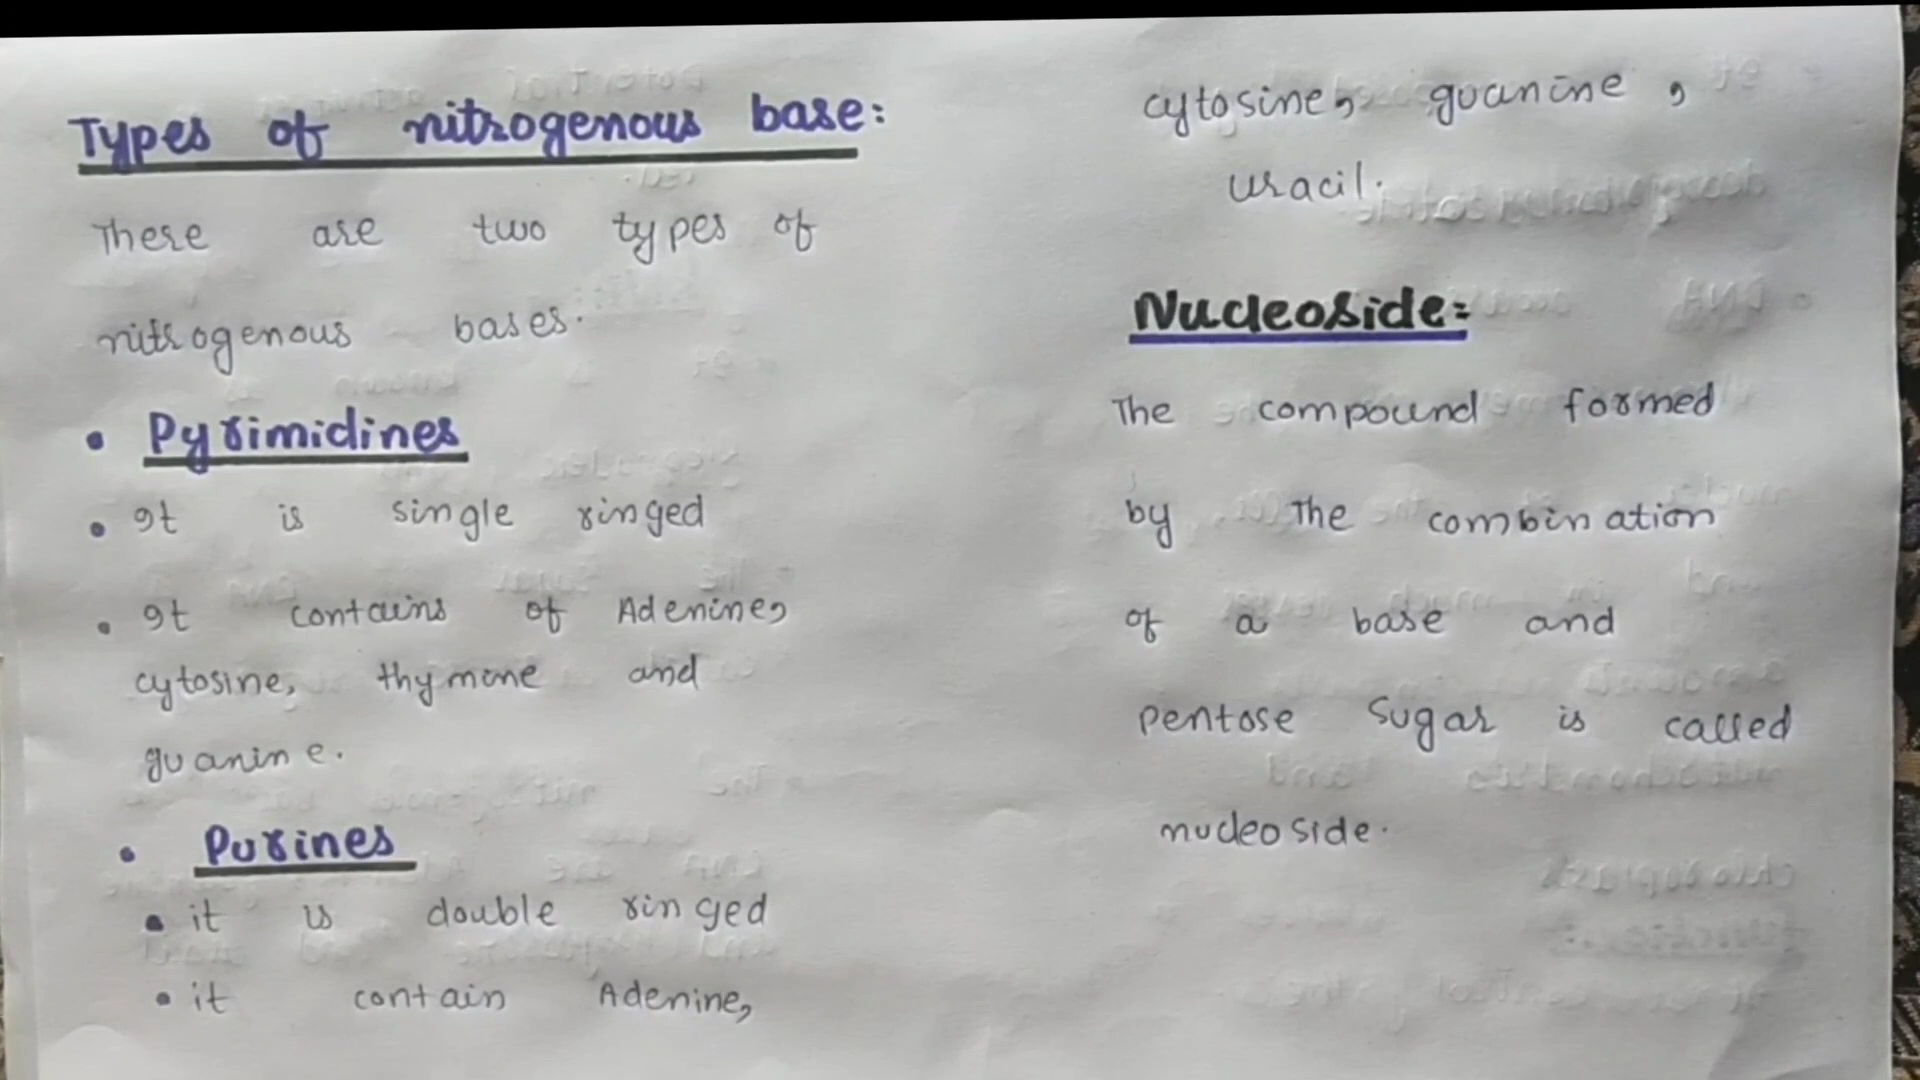 Types of nitrogenous base:
There are two types of
nitrogenous bases.
• Pyrimidines
• It is single ringed
• It contains of Adenine,
cytosine, thymine and
guanine.
• Purines
• it is double ringed
• it contain Adenine,
cytosine, guanine,
uracil.
Nucleoside:
The compound formed
by the combination
of a base and
pentose sugar is called
nucleoside.